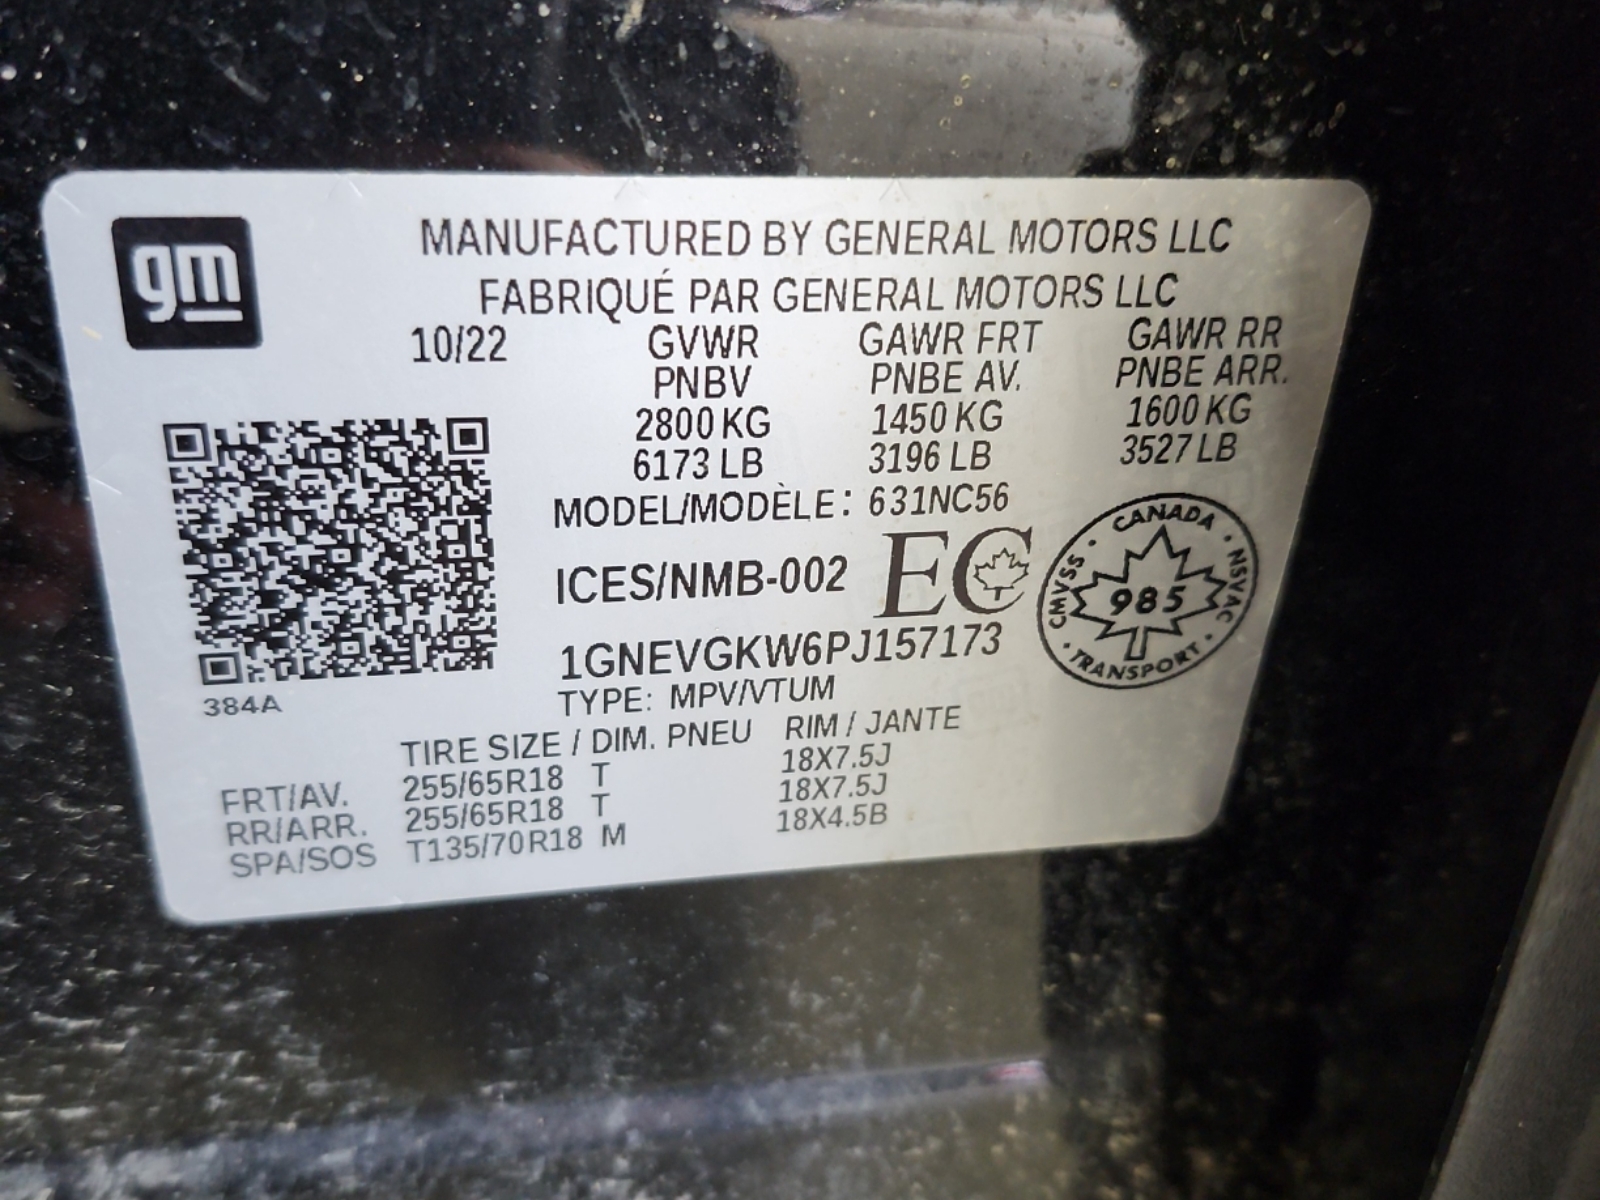 gm
MANUFACTURED BY GENERAL MOTORS LLC
FABRIQUÉ PAR GENERAL MOTORS LLC
10/22 GVWR GAWR FRT GAWR RR
PNBV PNBE AV. PNBE ARR.
2800 KG 1450 KG 1600 KG
6173 LB 3196 LB 3527 LB
MODEL/MODÈLE: 631NC56
ICES/NMB-002 EC
CANADA
CMVSS · 985 · NSVAC
TRANSPORT
1GNEVGKW6PJ157173
TYPE: MPV/VTUM
384A
TIRE SIZE / DIM. PNEU RIM / JANTE
FRT/AV. 255/65R18 T 18X7.5J
RR/ARR. 255/65R18 T 18X7.5J
SPA/SOS T135/70R18 M 18X4.5B